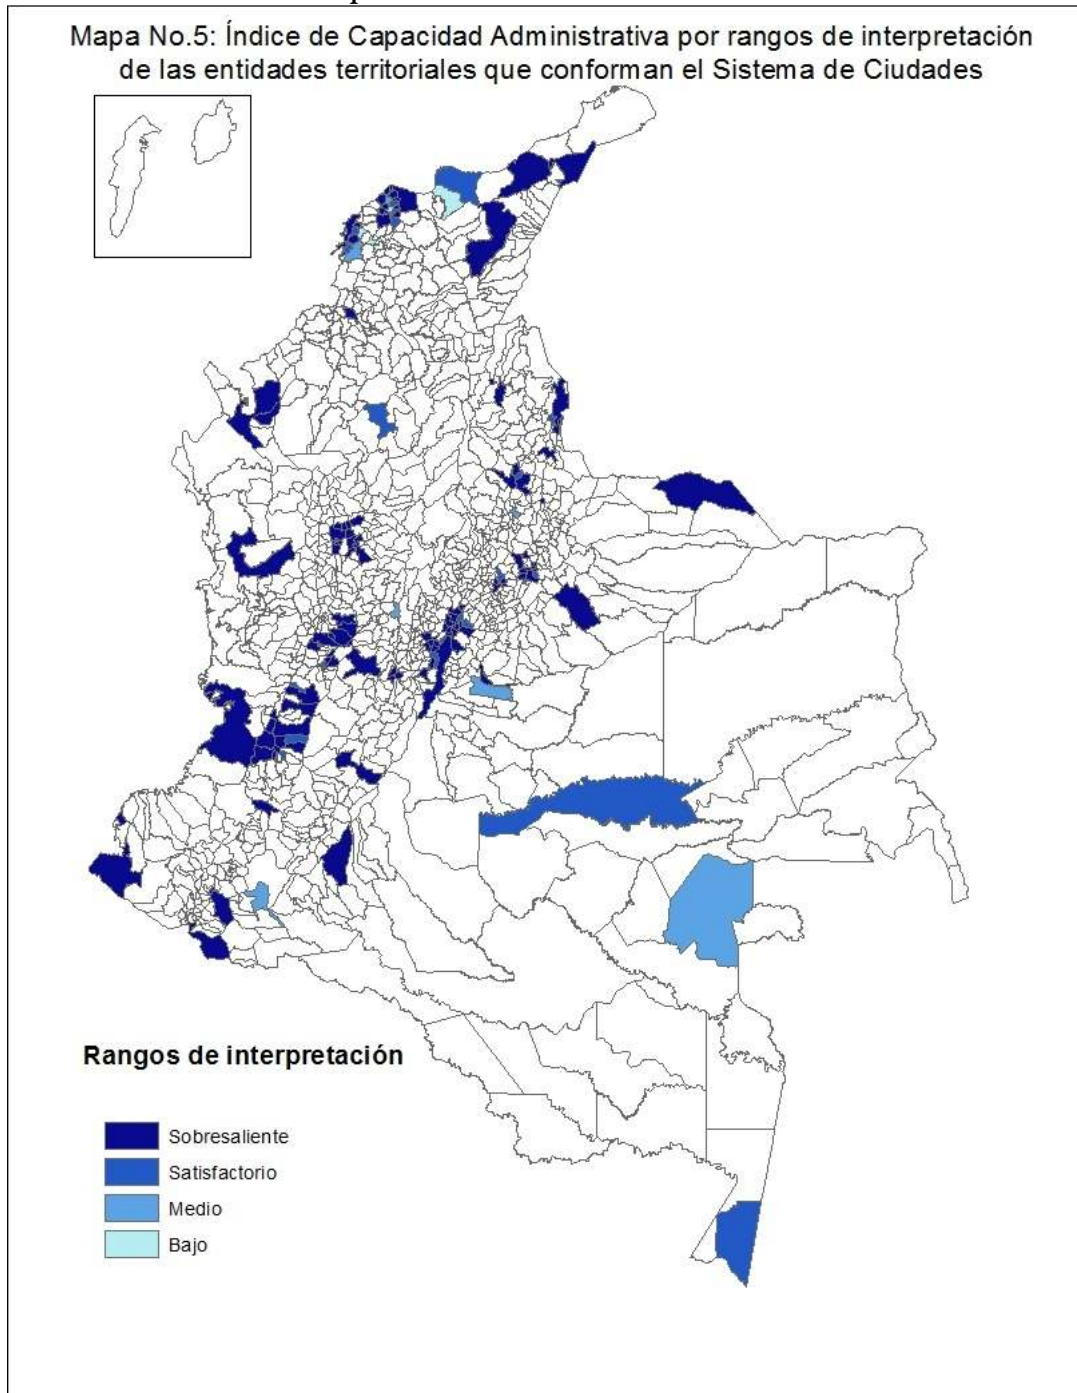 Mapa No.5: Índice de Capacidad Administrativa por rangos de interpretación
de las entidades territoriales que conforman el Sistema de Ciudades
Rangos de interpretación
Sobresaliente
Satisfactorio
Medio
Bajo